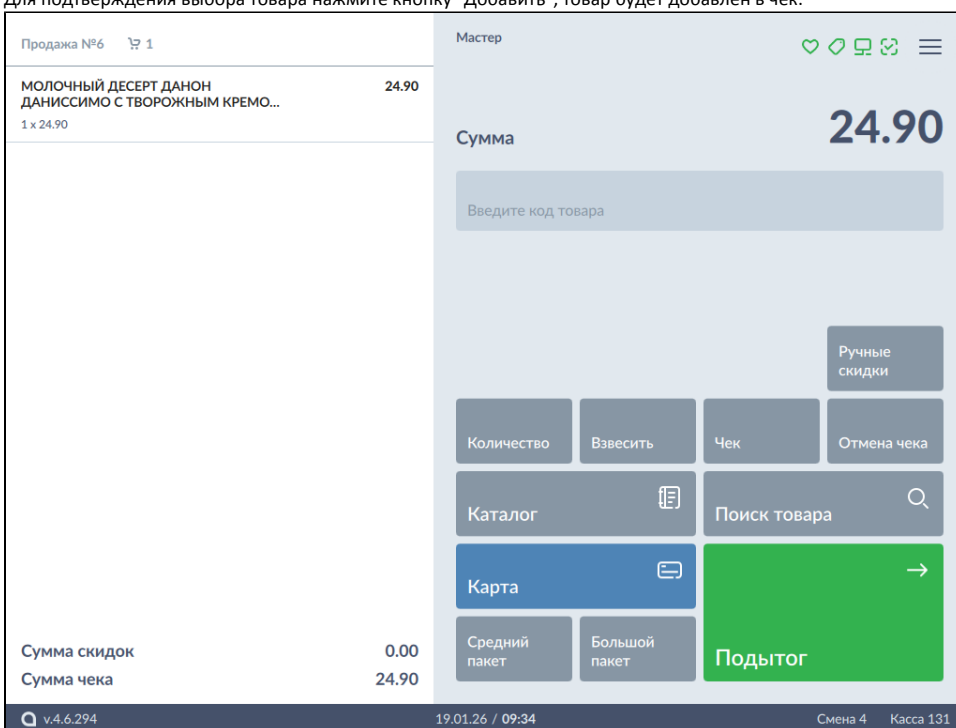 Для подтверждения выбора товара нажмите кнопку "Добавить", товар будет добавлен в чек.
Продажа №6 1
МОЛОЧНЫЙ ДЕСЕРТ ДАНОН 24.90
ДАНИССИМО С ТВОРОЖНЫМ КРЕМО...
1 x 24.90
Сумма скидок 0.00
Сумма чека 24.90
Мастер
Сумма 24.90
Введите код товара
Ручные
скидки
Количество Взвесить Чек Отмена чека
Каталог Поиск товара
Карта
Средний
пакет
Большой
пакет
Подытог
v.4.6.294 19.01.26 / 09:34 Смена 4 Касса 131